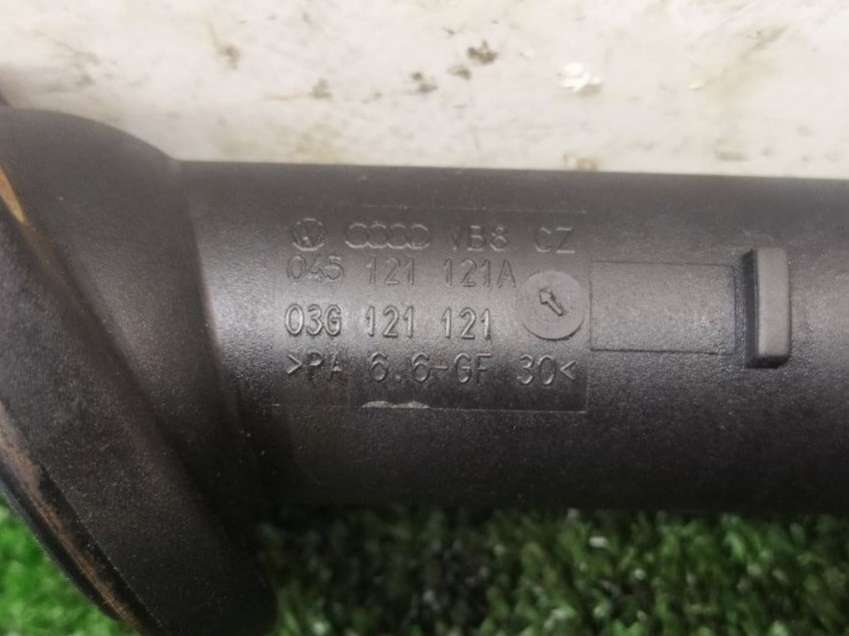 VB8 CZ
045 121 121A
03G 121 121
>PA 6.6-GF 30<